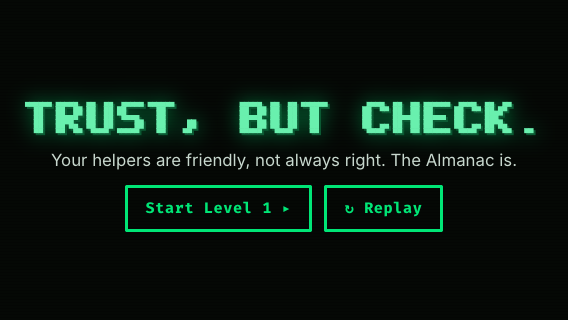 TRUST, BUT CHECK.
Your helpers are friendly, not always right. The Almanac is.
Start Level 1 ▸ ↻ Replay